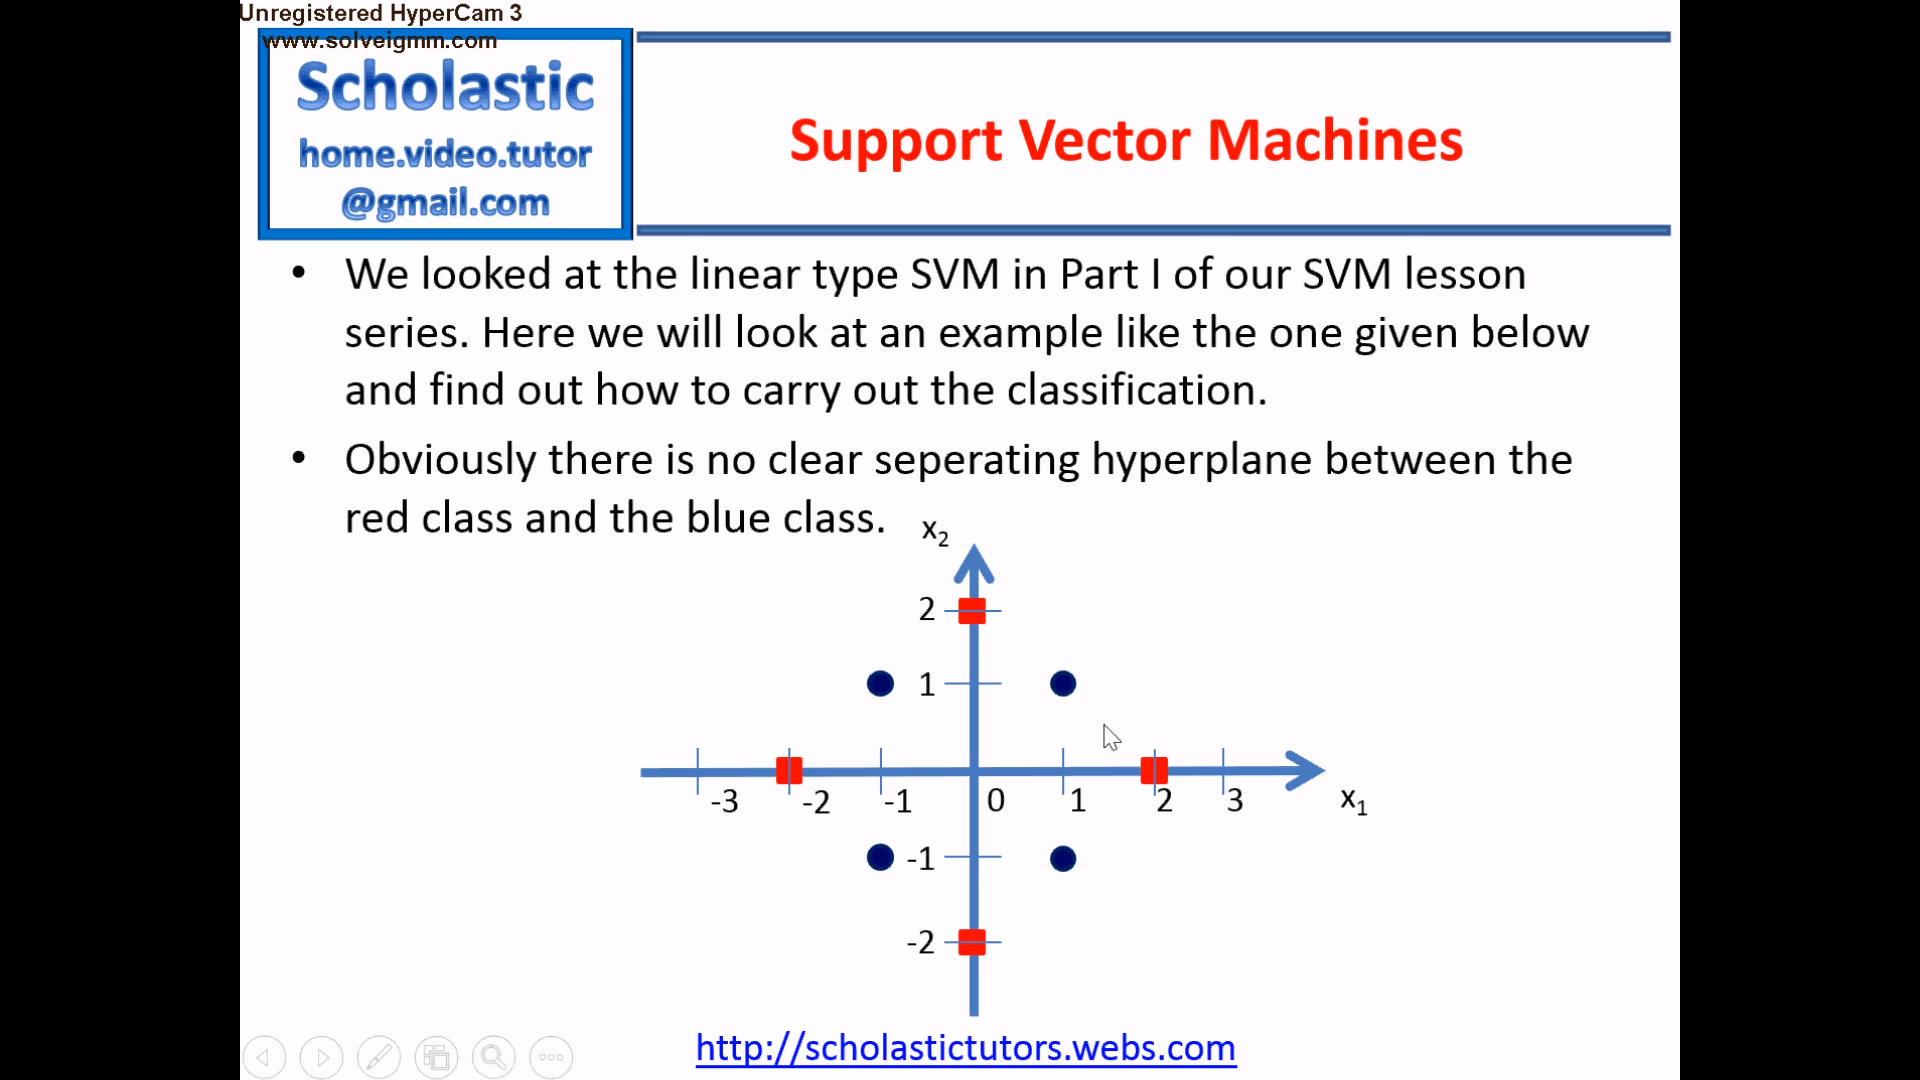 Unregistered HyperCam 3
www.solveigmm.com
Scholastic
home.video.tutor
@gmail.com
Support Vector Machines
• We looked at the linear type SVM in Part I of our SVM lesson
series. Here we will look at an example like the one given below
and find out how to carry out the classification.
• Obviously there is no clear seperating hyperplane between the
red class and the blue class.
x₂
2
1
-3 -2 -1 0 1 2 3 x₁
-1
-2
http://scholastictutors.webs.com